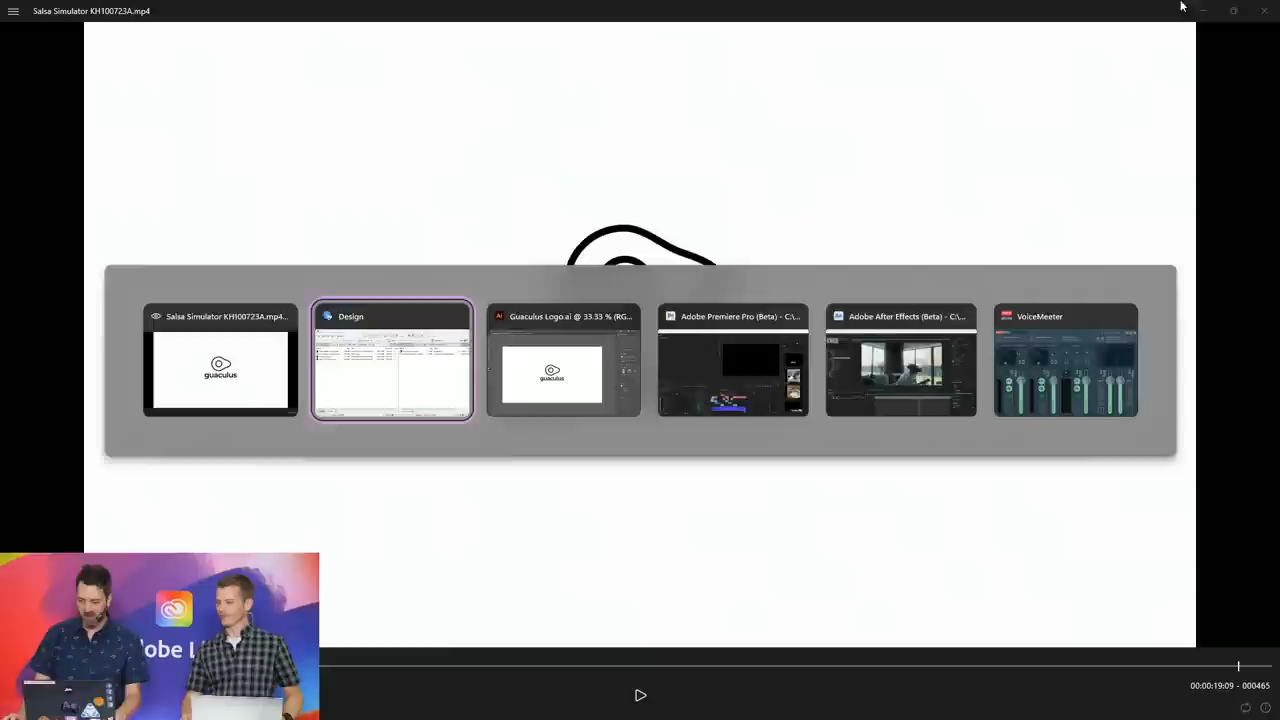 Salsa Simulator KH100723A.mp4
Salsa Simulator KH100723A.mp4...
Design
Guaculus Logo.ai @ 33.33 % (RG...
Adobe Premiere Pro (Beta) - C:\...
Adobe After Effects (Beta) - C:\...
VoiceMeeter
guaculus
guaculus
obe L
00:00:19:09 - 000465